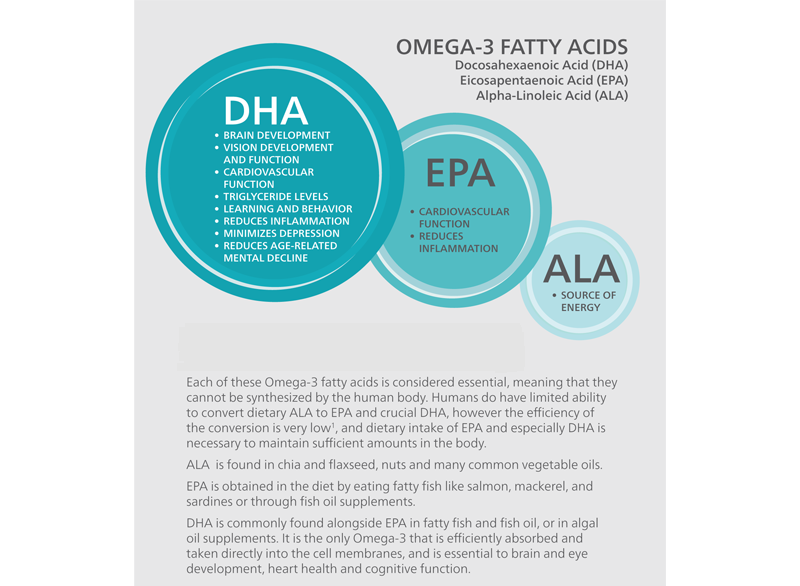 OMEGA-3 FATTY ACIDS
Docosahexaenoic Acid (DHA)
Eicosapentaenoic Acid (EPA)
Alpha-Linoleic Acid (ALA)
DHA
• BRAIN DEVELOPMENT
• VISION DEVELOPMENT
AND FUNCTION
• CARDIOVASCULAR
FUNCTION
• TRIGLYCERIDE LEVELS
• LEARNING AND BEHAVIOR
• REDUCES INFLAMMATION
• MINIMIZES DEPRESSION
• REDUCES AGE-RELATED
MENTAL DECLINE
EPA
• CARDIOVASCULAR
FUNCTION
• REDUCES
INFLAMMATION
ALA
• SOURCE OF
ENERGY
Each of these Omega-3 fatty acids is considered essential, meaning that they
cannot be synthesized by the human body. Humans do have limited ability
to convert dietary ALA to EPA and crucial DHA, however the efficiency of
the conversion is very low¹, and dietary intake of EPA and especially DHA is
necessary to maintain sufficient amounts in the body.
ALA is found in chia and flaxseed, nuts and many common vegetable oils.
EPA is obtained in the diet by eating fatty fish like salmon, mackerel, and
sardines or through fish oil supplements.
DHA is commonly found alongside EPA in fatty fish and fish oil, or in algal
oil supplements. It is the only Omega-3 that is efficiently absorbed and
taken directly into the cell membranes, and is essential to brain and eye
development, heart health and cognitive function.